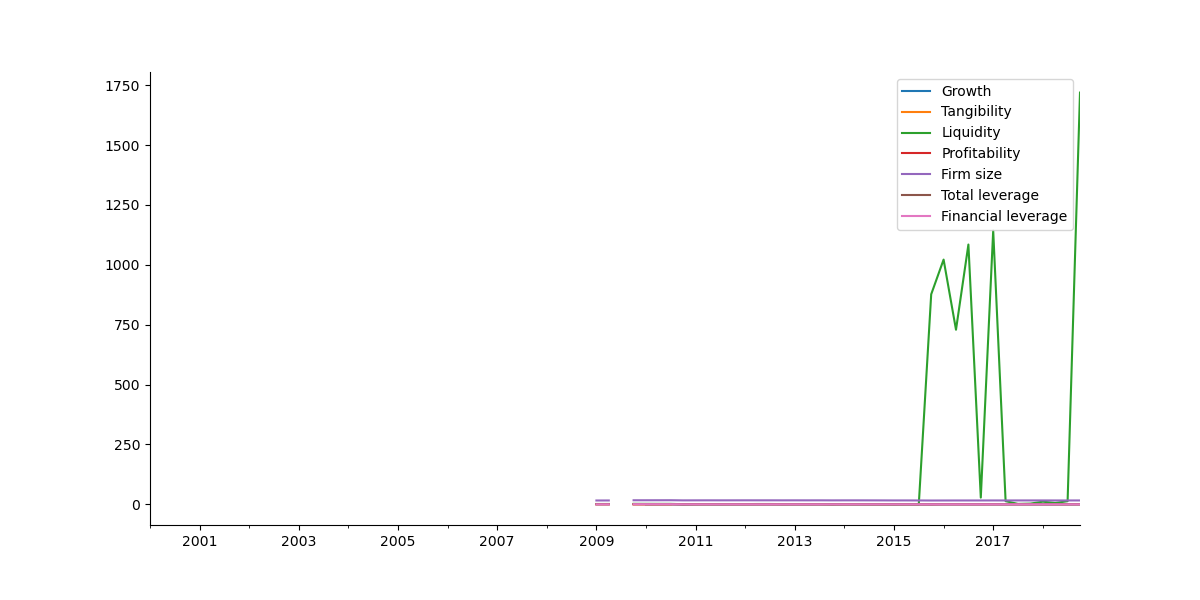 1750
1500
1250
1000
750
500
250
0
2001 2003 2005 2007 2009 2011 2013 2015 2017
Growth
Tangibility
Liquidity
Profitability
Firm size
Total leverage
Financial leverage